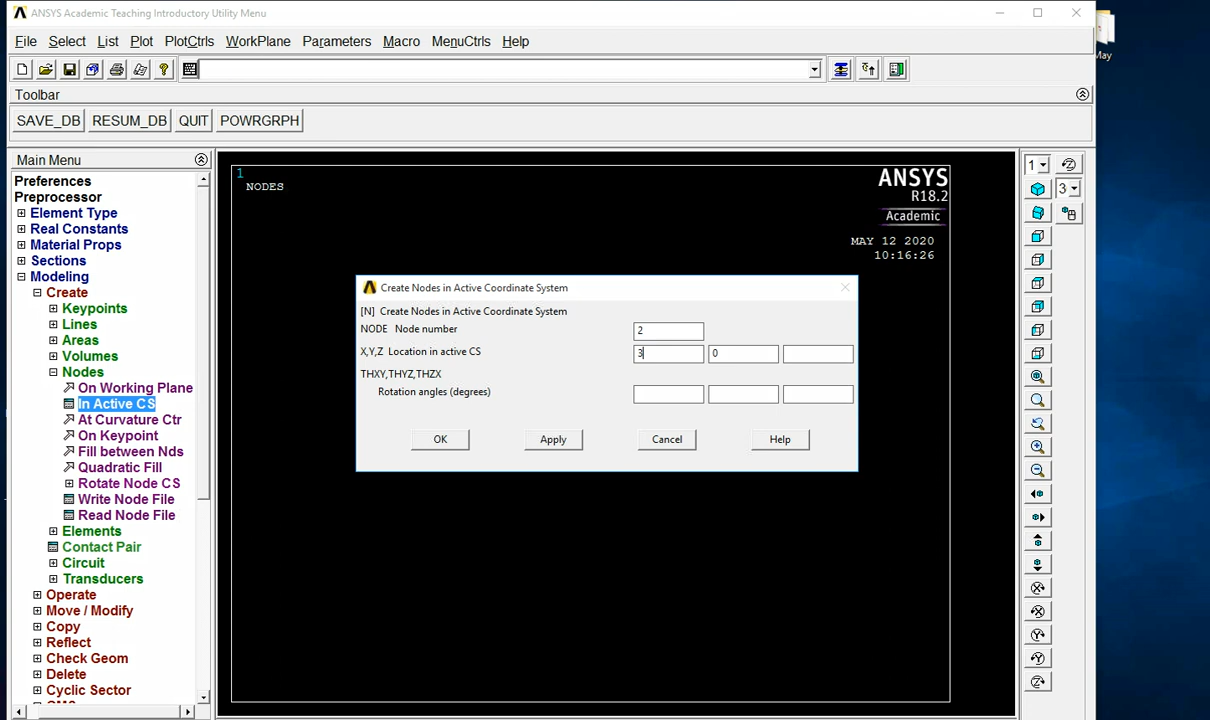 ANSYS Academic Teaching Introductory Utility Menu
File Select List Plot PlotCtrls WorkPlane Parameters Macro MenuCtrls Help
May
Toolbar
SAVE_DB RESUM_DB QUIT POWRGRPH
Main Menu
Preferences
Preprocessor
Element Type
Real Constants
Material Props
Sections
Modeling
Create
Keypoints
Lines
Areas
Volumes
Nodes
On Working Plane
In Active CS
At Curvature Ctr
On Keypoint
Fill between Nds
Quadratic Fill
Rotate Node CS
Write Node File
Read Node File
Elements
Contact Pair
Circuit
Transducers
Operate
Move / Modify
Copy
Reflect
Check Geom
Delete
Cyclic Sector
1
NODES
ANSYS
R18.2
Academic
MAY 12 2020
10:16:26
Create Nodes in Active Coordinate System
[N] Create Nodes in Active Coordinate System
NODE Node number 2
X,Y,Z Location in active CS 3 0
THXY,THYZ,THZX
Rotation angles (degrees)
OK Apply Cancel Help
1
3